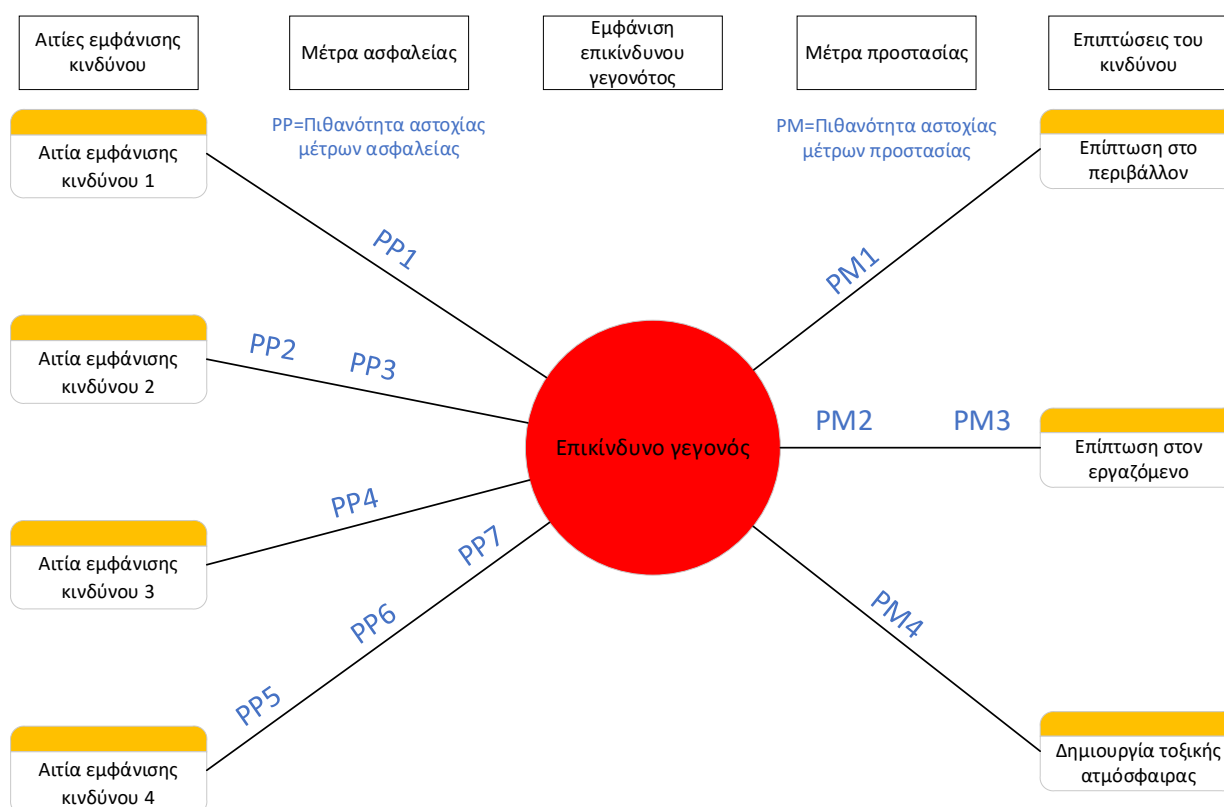 Αιτίες εμφάνισης
κινδύνου
Μέτρα ασφαλείας
Εμφάνιση
επικίνδυνου
γεγονότος
Μέτρα προστασίας
Επιπτώσεις του
κινδύνου
PP=Πιθανότητα αστοχίας
μέτρων ασφαλείας
PM=Πιθανότητα αστοχίας
μέτρων προστασίας
Αιτία εμφάνισης
κινδύνου 1
Επίπτωση στο
περιβάλλον
PP1
PM1
Αιτία εμφάνισης
κινδύνου 2
PP2
PP3
Επικίνδυνο γεγονός
PM2
PM3
Επίπτωση στον
εργαζόμενο
PP4
Αιτία εμφάνισης
κινδύνου 3
PP7
PP6
PP5
PM4
Αιτία εμφάνισης
κινδύνου 4
Δημιουργία τοξικής
ατμόσφαιρας